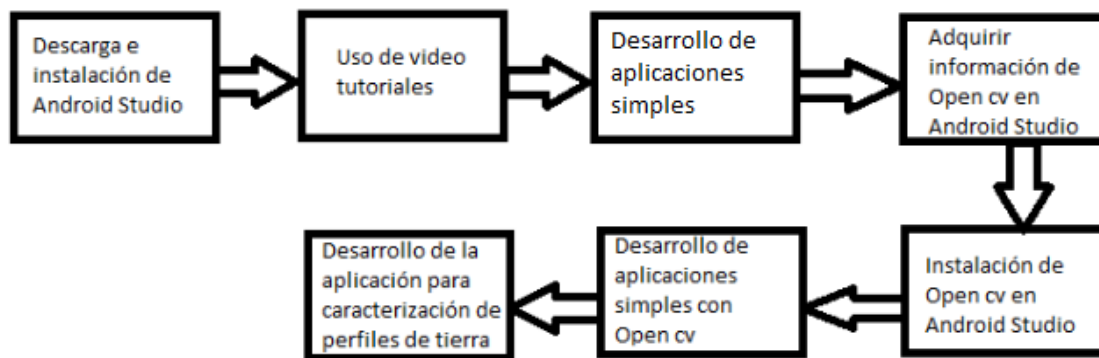 Descarga e
instalación de
Android Studio
Uso de video
tutoriales
Desarrollo de
aplicaciones
simples
Adquirir
información de
Open cv en
Android Studio
Instalación de
Open cv en
Android Studio
Desarrollo de
aplicaciones
simples con
Open cv
Desarrollo de la
aplicación para
caracterización de
perfiles de tierra